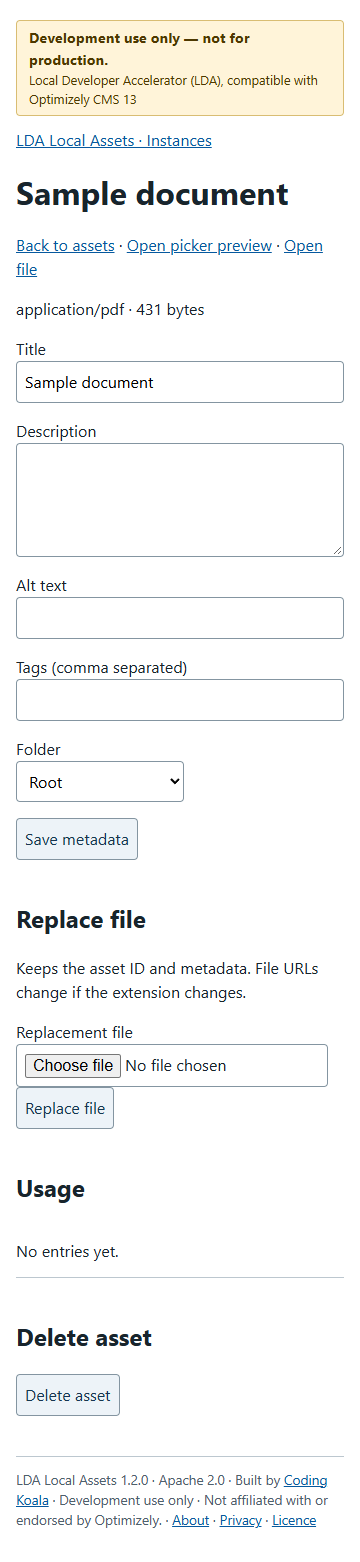 Development use only — not for
production.
Local Developer Accelerator (LDA), compatible with
Optimizely CMS 13
LDA Local Assets · Instances
Sample document
Back to assets · Open picker preview · Open
file
application/pdf · 431 bytes
Title
Sample document
Description
Alt text
Tags (comma separated)
Folder
Root
Save metadata
Replace file
Keeps the asset ID and metadata. File URLs
change if the extension changes.
Replacement file
Choose file No file chosen
Replace file
Usage
No entries yet.
Delete asset
Delete asset
LDA Local Assets 1.2.0 · Apache 2.0 · Built by Coding
Koala · Development use only · Not affiliated with or
endorsed by Optimizely. · About · Privacy · Licence